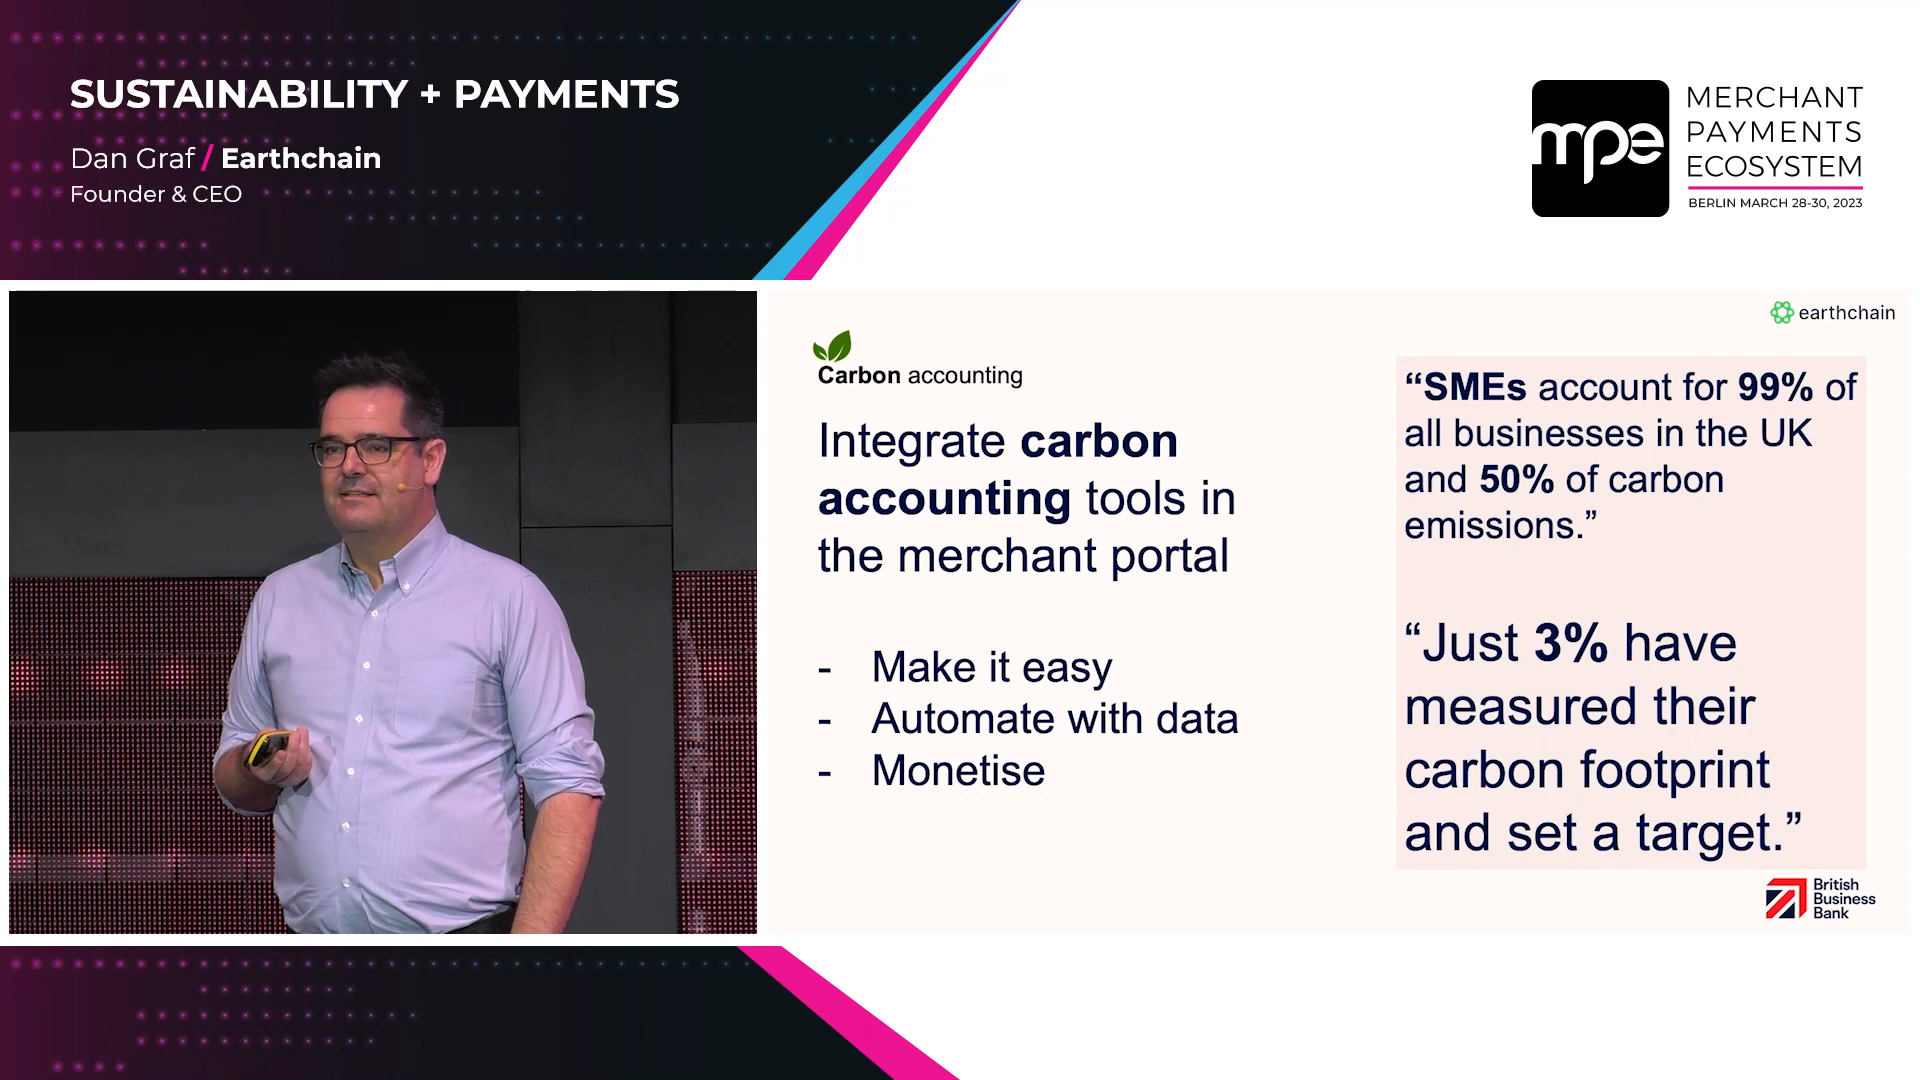 SUSTAINABILITY + PAYMENTS
Dan Graf / Earthchain
Founder & CEO
mpe
MERCHANT
PAYMENTS
ECOSYSTEM
BERLIN MARCH 28-30, 2023
earthchain
Carbon accounting
Integrate carbon
accounting tools in
the merchant portal
- Make it easy
- Automate with data
- Monetise
“SMEs account for 99% of
all businesses in the UK
and 50% of carbon
emissions.”
“Just 3% have
measured their
carbon footprint
and set a target.”
British
Business
Bank